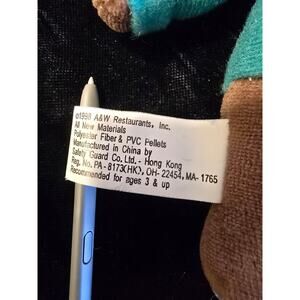 ©1998 A&W Restaurants, Inc.
All New Materials
Polyester Fiber & PVC Pellets
Manufactured in China by
Safety Guard Co. Ltd. - Hong Kong
Reg. No. PA- 8173(HK), OH- 22454, MA- 1765
Recommended for ages 3 & up